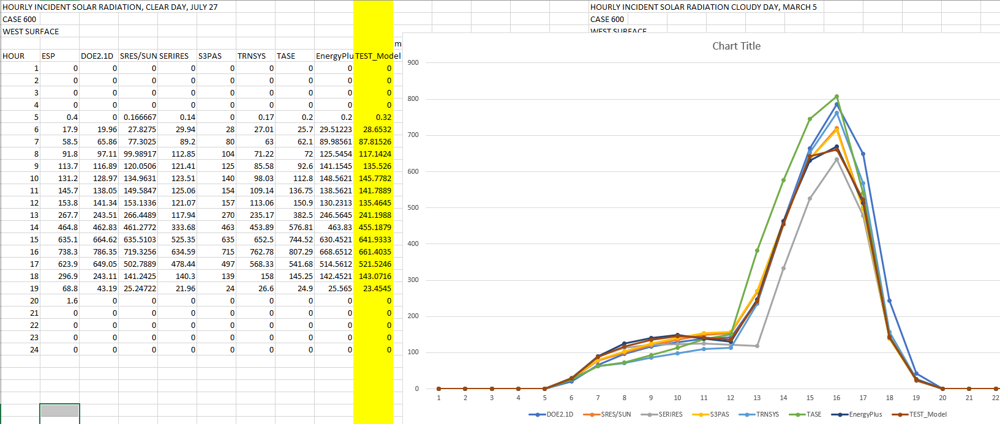 HOURLY INCIDENT SOLAR RADIATION, CLEAR DAY, JULY 27
CASE 600
WEST SURFACE
HOUR ESP DOE2.1D SRES/SUN SERIRES S3PAS TRNSYS TASE EnergyPlu TEST_Model
1 0 0 0 0 0 0 0 0 0
2 0 0 0 0 0 0 0 0 0
3 0 0 0 0 0 0 0 0 0
4 0 0 0 0 0 0 0 0 0
5 0.4 0 0.166667 0.14 0 0.17 0.2 0.2 0.32
6 17.9 19.96 27.8275 29.94 28 27.01 25.7 29.51223 28.6532
7 58.5 65.86 77.3025 89.2 80 63 62.1 89.98561 87.81526
8 91.8 97.11 99.98917 112.85 104 71.22 72 125.5454 117.1424
9 113.7 116.89 120.0506 121.41 125 85.58 92.6 141.1545 135.526
10 131.2 128.97 134.9631 123.51 140 98.03 112.8 148.5621 145.7782
11 145.7 138.05 149.5847 125.06 154 109.14 136.75 138.5621 141.7889
12 153.8 141.34 153.1336 121.07 157 113.06 150.9 130.2313 135.4645
13 267.7 243.51 266.4489 117.94 270 235.17 382.5 246.5645 241.1988
14 464.8 462.83 461.2772 333.68 463 453.89 576.81 463.83 455.1879
15 635.1 664.62 635.5103 525.35 635 652.5 744.52 630.4521 641.9333
16 738.3 786.35 719.3256 634.59 715 762.78 807.29 668.6512 661.4035
17 623.9 649.05 502.7889 478.44 497 568.33 541.68 514.5612 521.5246
18 296.9 243.11 141.2425 140.3 139 158 145.25 142.4521 143.0716
19 68.8 43.19 25.24722 21.96 24 26.6 24.9 25.565 23.4545
20 1.6 0 0 0 0 0 0 0 0
21 0 0 0 0 0 0 0 0 0
22 0 0 0 0 0 0 0 0 0
23 0 0 0 0 0 0 0 0 0
24 0 0 0 0 0 0 0 0 0
HOURLY INCIDENT SOLAR RADIATION CLOUDY DAY, MARCH 5
CASE 600
WEST SURFACE
m
Chart Title
900
800
700
600
500
400
300
200
100
0
1 2 3 4 5 6 7 8 9 10 11 12 13 14 15 16 17 18 19 20 21 22
DOE2.1D SRES/SUN SERIRES S3PAS TRNSYS TASE EnergyPlus TEST_Model